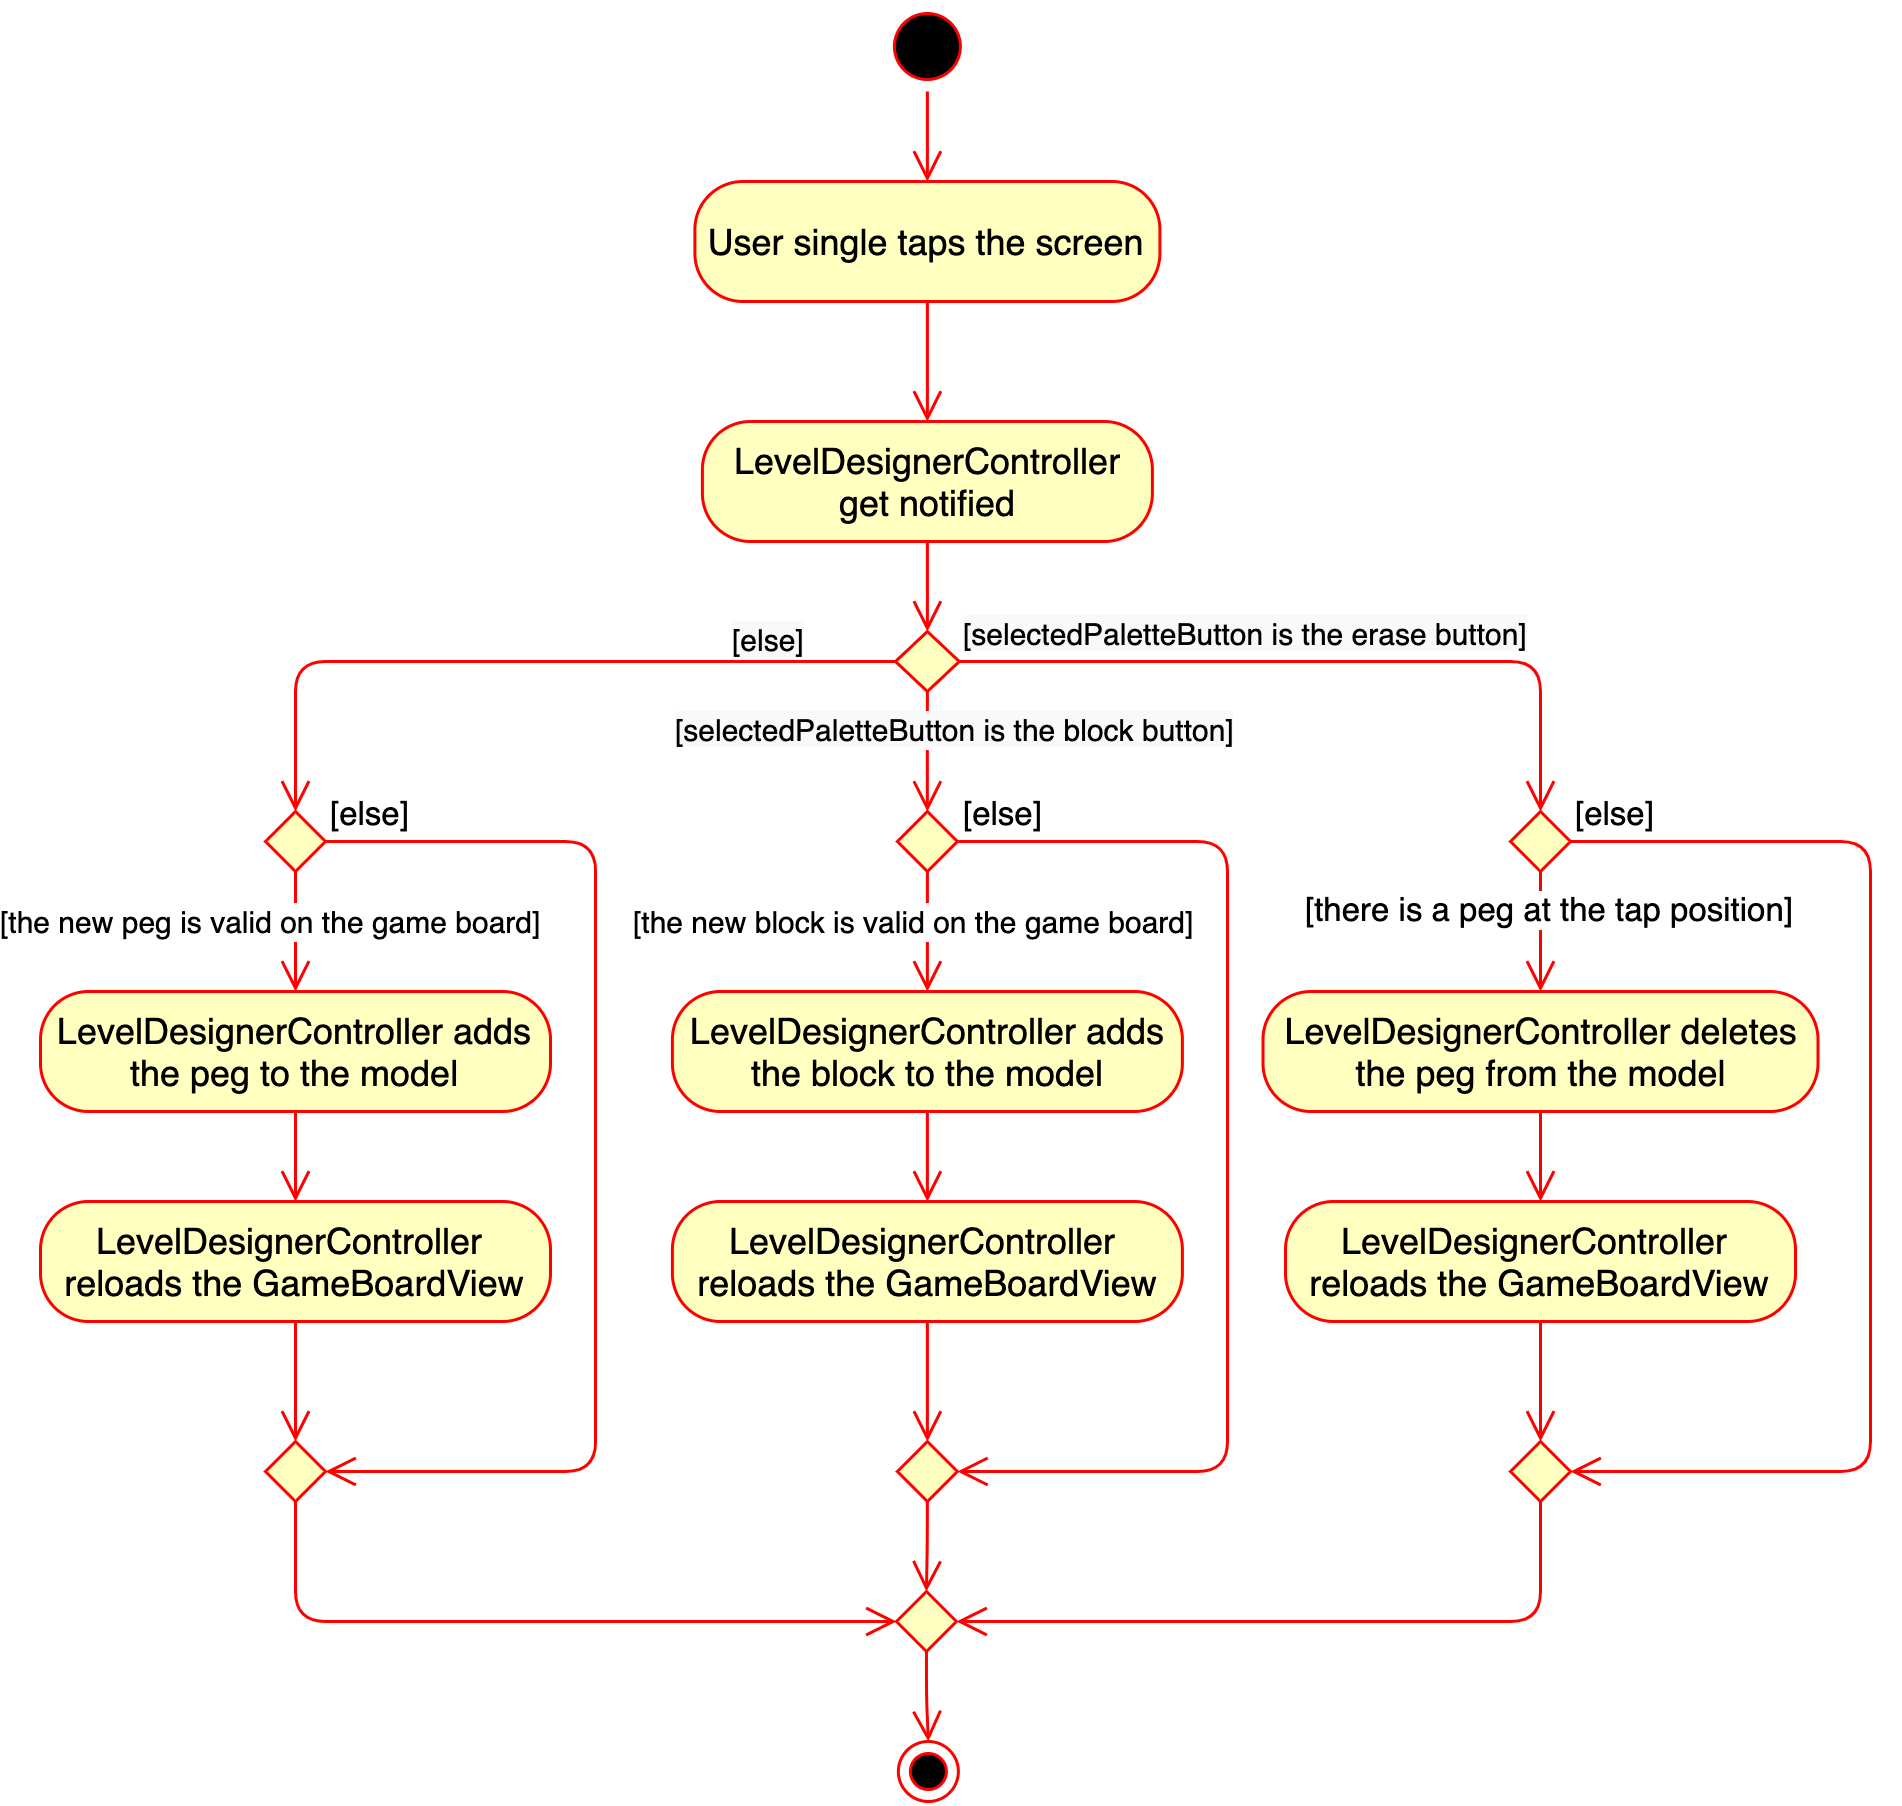 User single taps the screen
LevelDesignerController
get notified
[else]
[selectedPaletteButton is the erase button]
[selectedPaletteButton is the block button]
[else]
[else]
[else]
[the new peg is valid on the game board]
[the new block is valid on the game board]
[there is a peg at the tap position]
LevelDesignerController adds
the peg to the model
LevelDesignerController adds
the block to the model
LevelDesignerController deletes
the peg from the model
LevelDesignerController
reloads the GameBoardView
LevelDesignerController
reloads the GameBoardView
LevelDesignerController
reloads the GameBoardView